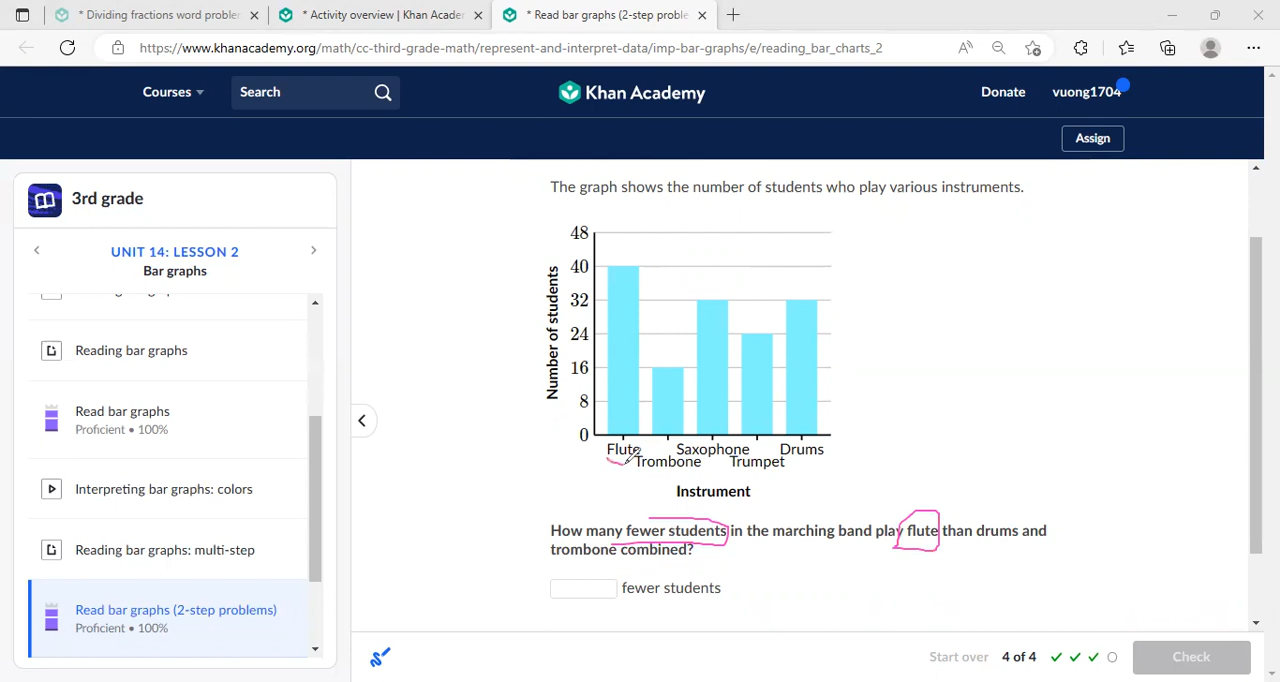 * Dividing fractions word proble
* Activity overview | Khan Acader
* Read bar graphs (2-step proble
https://www.khanacademy.org/math/cc-third-grade-math/represent-and-interpret-data/imp-bar-graphs/e/reading_bar_charts_2
Courses
Search
Khan Academy
Donate
vuong1704
Assign
3rd grade
UNIT 14: LESSON 2
Bar graphs
Reading bar graphs
Read bar graphs
Proficient • 100%
Interpreting bar graphs: colors
Reading bar graphs: multi-step
Read bar graphs (2-step problems)
Proficient • 100%
The graph shows the number of students who play various instruments.
48
40
32
24
16
8
0
Number of students
Flute
Saxophone
Drums
Trombone
Trumpet
Instrument
How many fewer students in the marching band play flute than drums and
trombone combined?
fewer students
Start over
4 of 4
Check